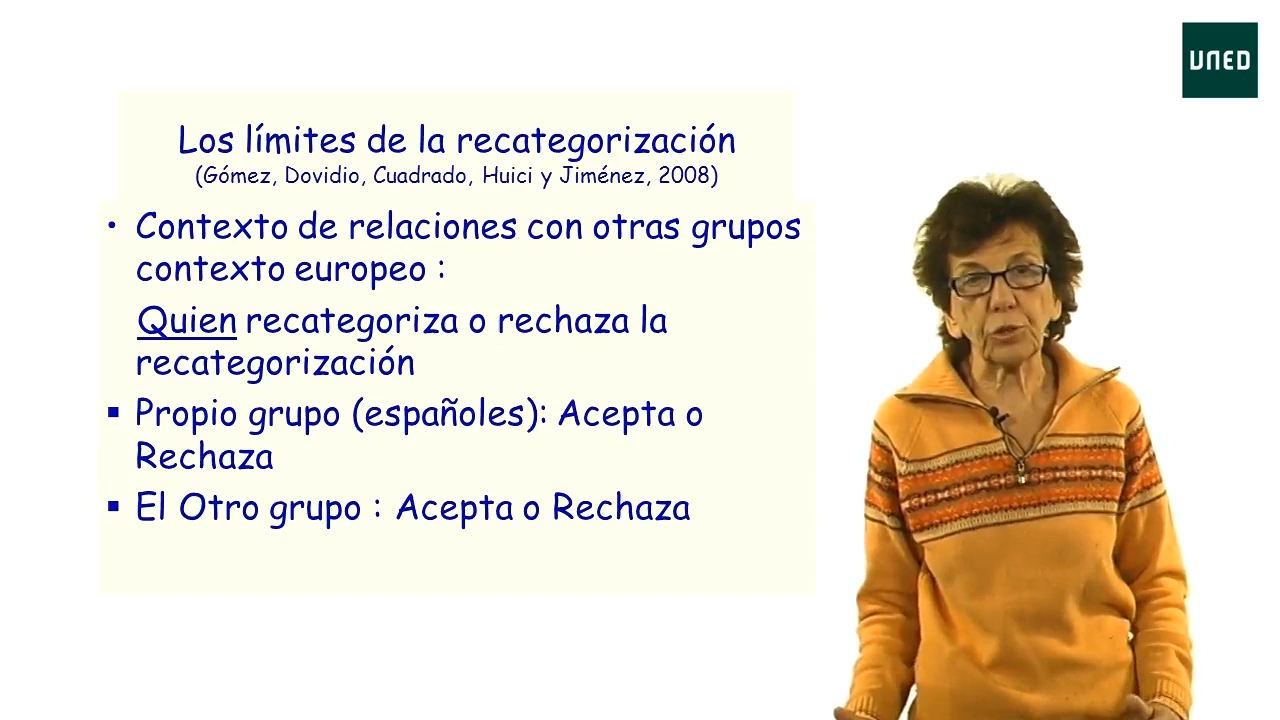 UNED
Los límites de la recategorización
(Gómez, Dovidio, Cuadrado, Huici y Jiménez, 2008)
• Contexto de relaciones con otras grupos
contexto europeo :
Quien recategoriza o rechaza la
recategorización
▪ Propio grupo (españoles): Acepta o
Rechaza
▪ El Otro grupo : Acepta o Rechaza